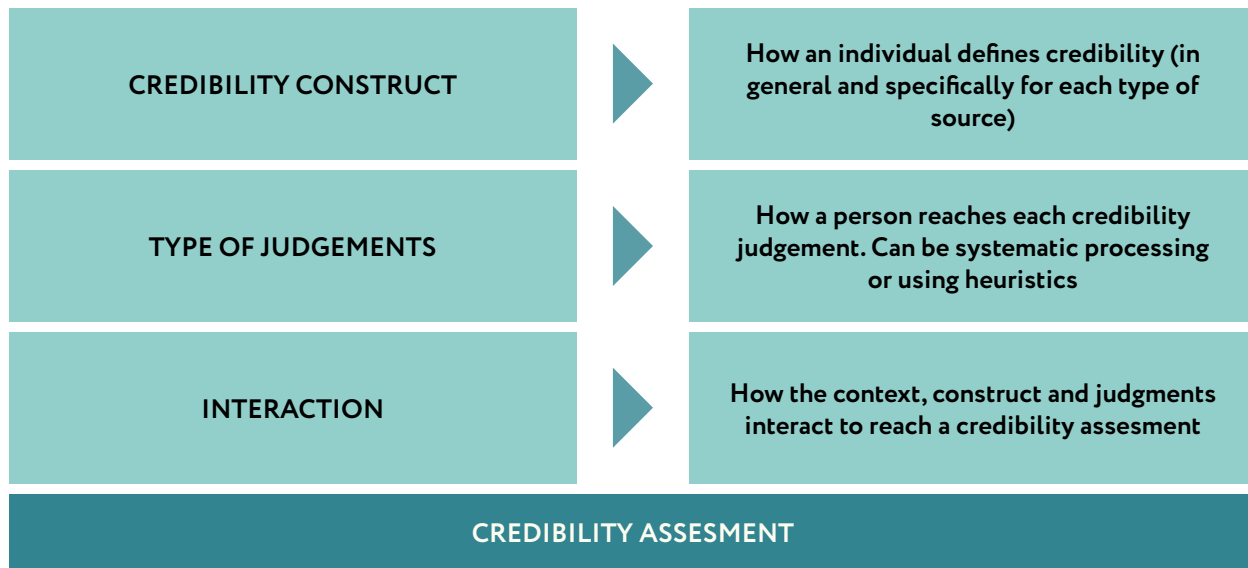 CREDIBILITY CONSTRUCT
How an individual defines credibility (in
general and specifically for each type of
source)
TYPE OF JUDGEMENTS
How a person reaches each credibility
judgement. Can be systematic processing
or using heuristics
INTERACTION
How the context, construct and judgments
interact to reach a credibility assesment
CREDIBILITY ASSESMENT